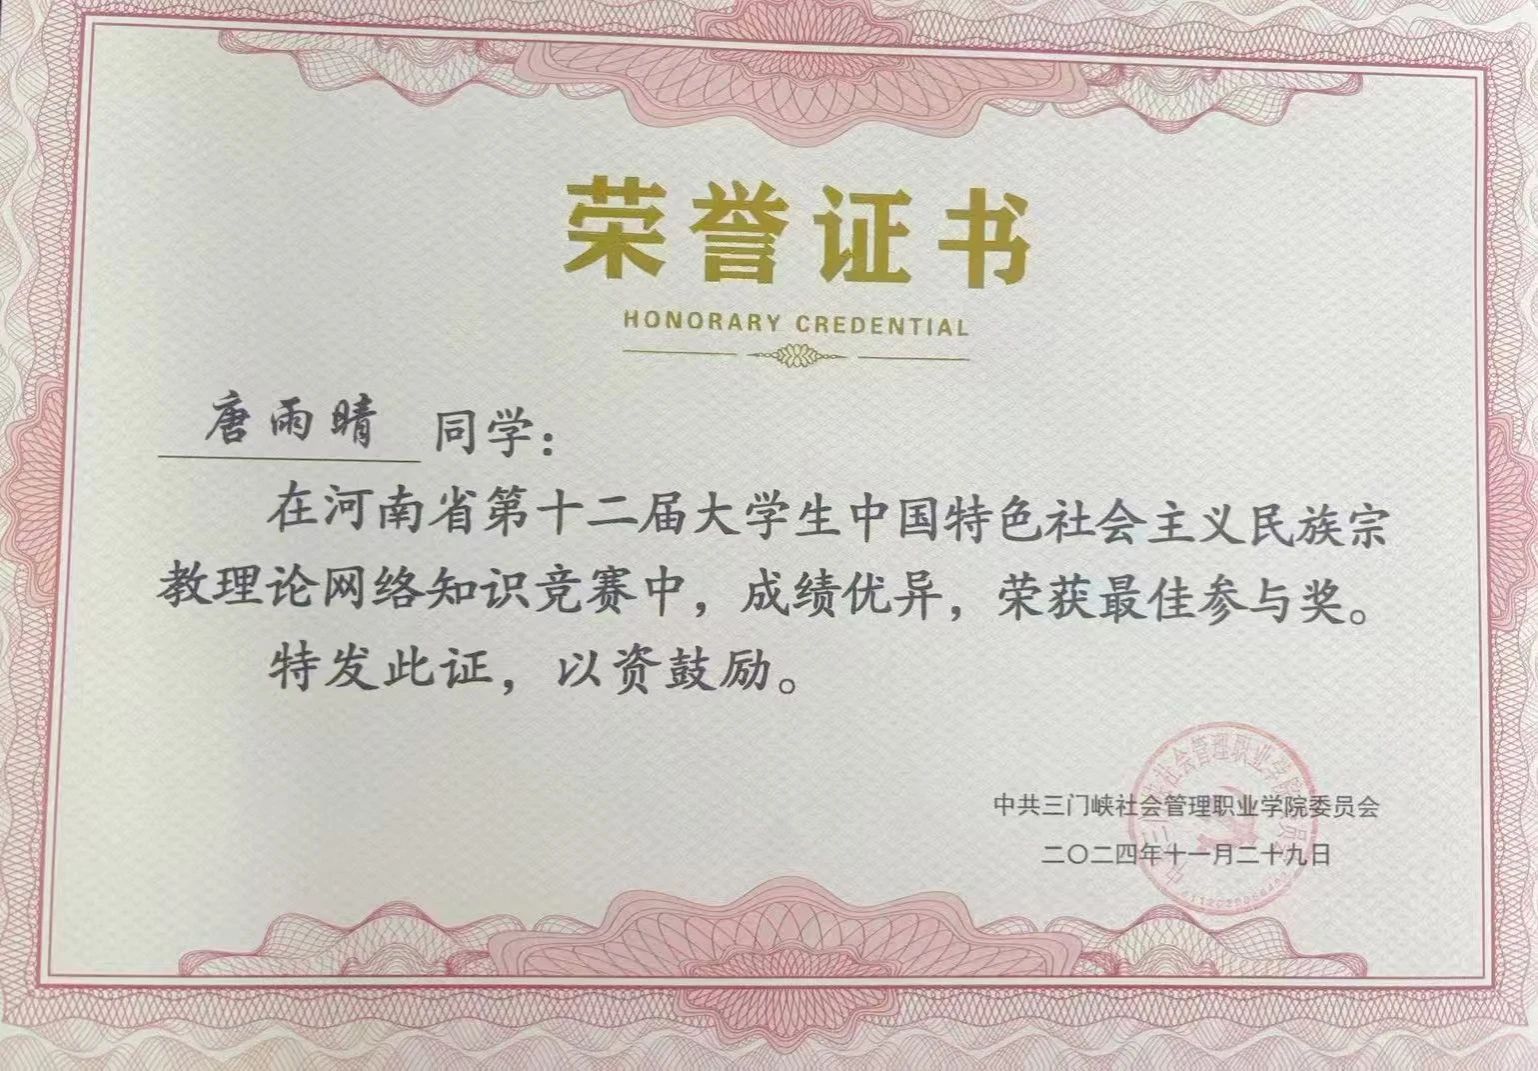 荣誉证书
HONORARY CREDENTIAL
唐雨晴 同学：
在河南省第十二届大学生中国特色社会主义民族宗
教理论网络知识竞赛中，成绩优异，荣获最佳参与奖。
特发此证，以资鼓励。
中共三门峡社会管理职业学院委员会
二〇二四年十一月二十九日